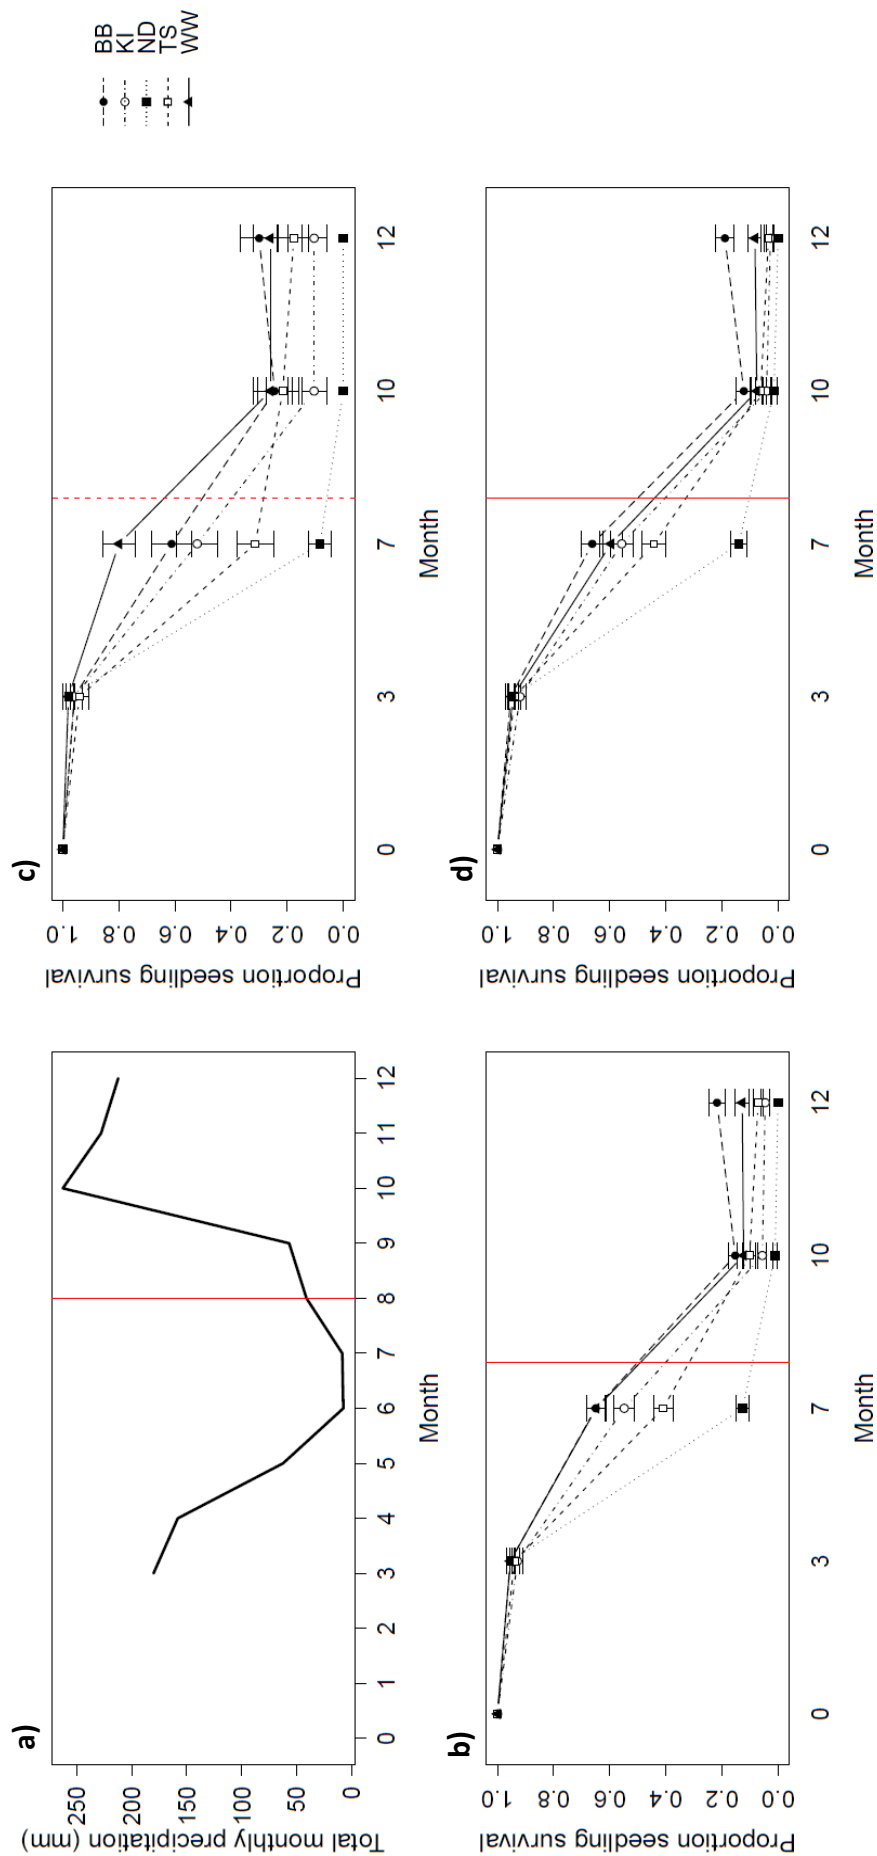 a)
250
200
150
100
50
0
Total monthly precipitation (mm)
0 1 2 3 4 5 6 7 8 9 10 11 12
Month
c)
1.0
0.8
0.6
0.4
0.2
0.0
Proportion seedling survival
0 3 7 10 12
Month
BB
KI
ND
TS
WW
b)
1.0
0.8
0.6
0.4
0.2
0.0
Proportion seedling survival
0 3 7 10 12
Month
d)
1.0
0.8
0.6
0.4
0.2
0.0
Proportion seedling survival
0 3 7 10 12
Month